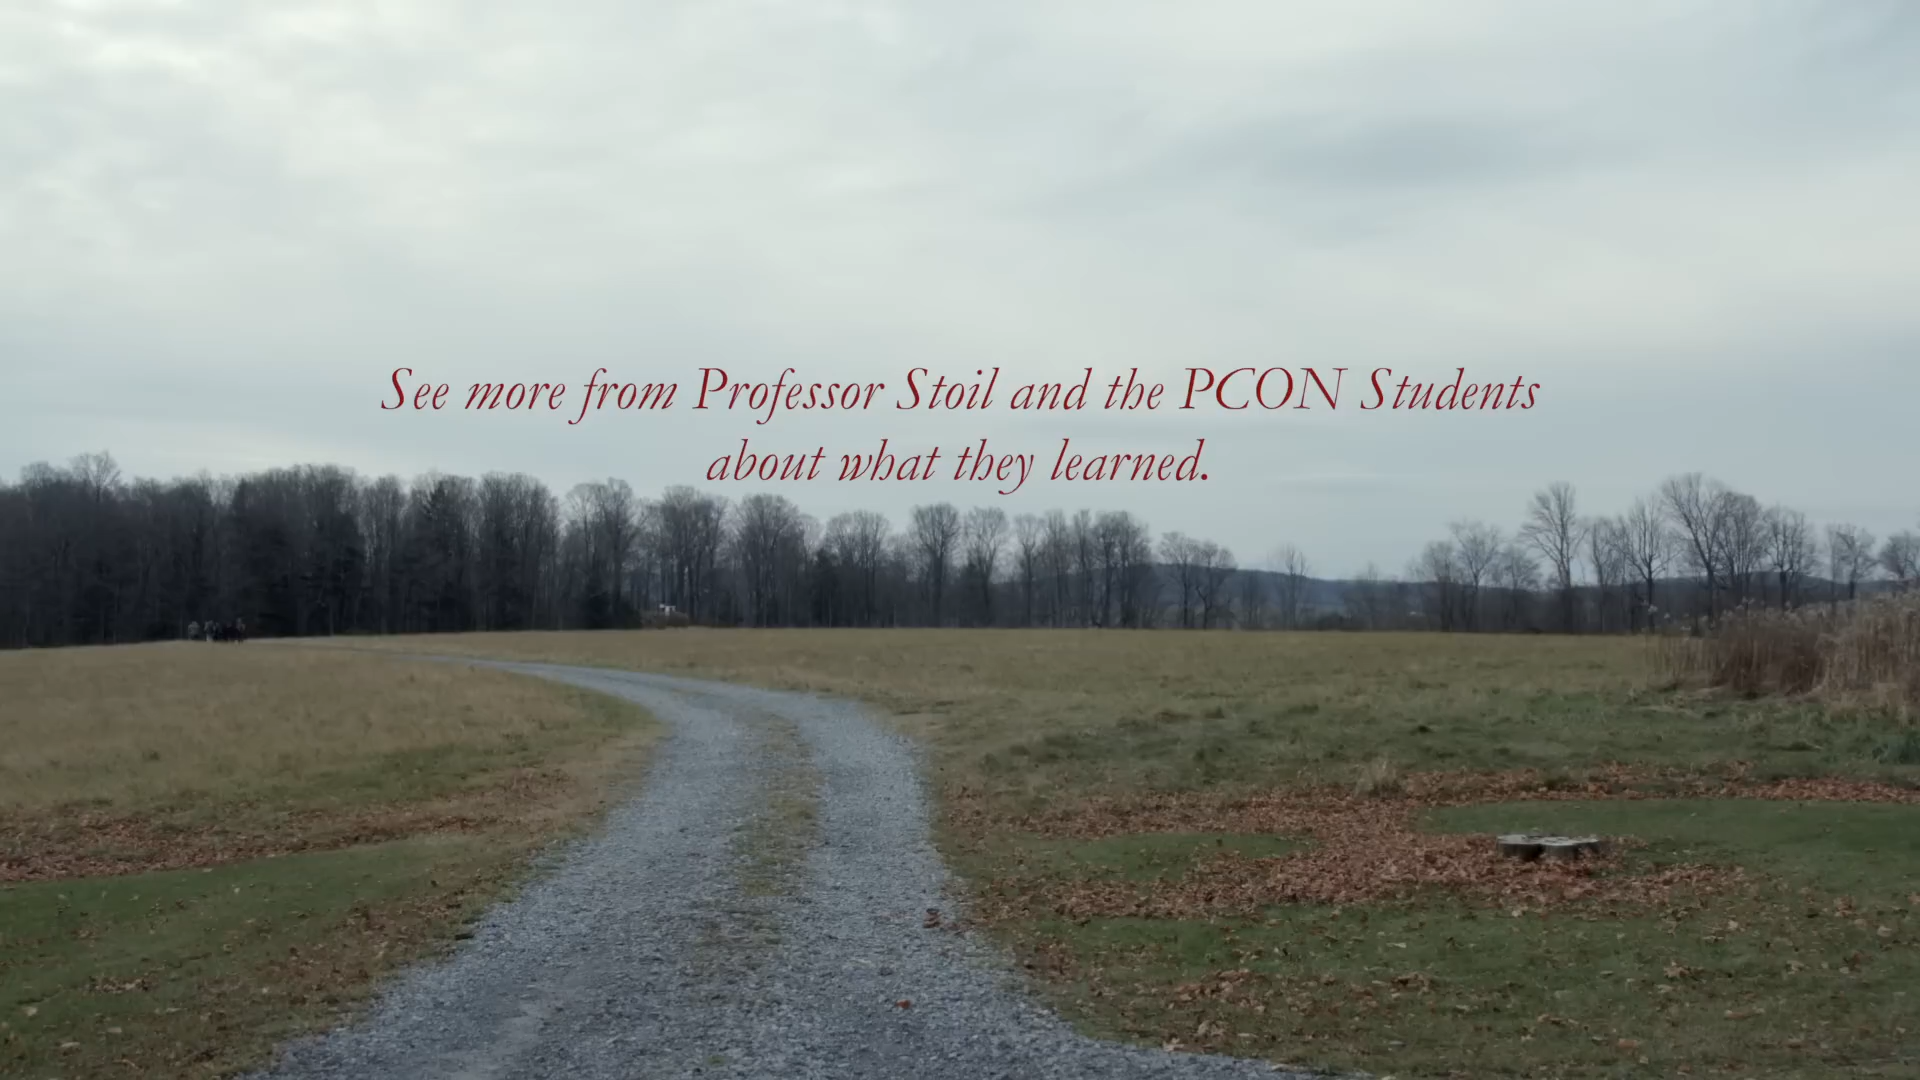 See more from Professor Stoil and the PCON Students
about what they learned.